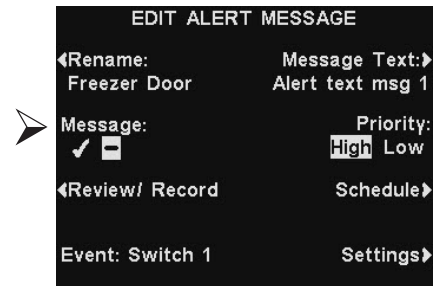 EDIT ALERT MESSAGE
Rename: Message Text:
Freezer Door Alert text msg 1
Message: Priority:
✓ – High Low
Review/ Record Schedule
Event: Switch 1 Settings